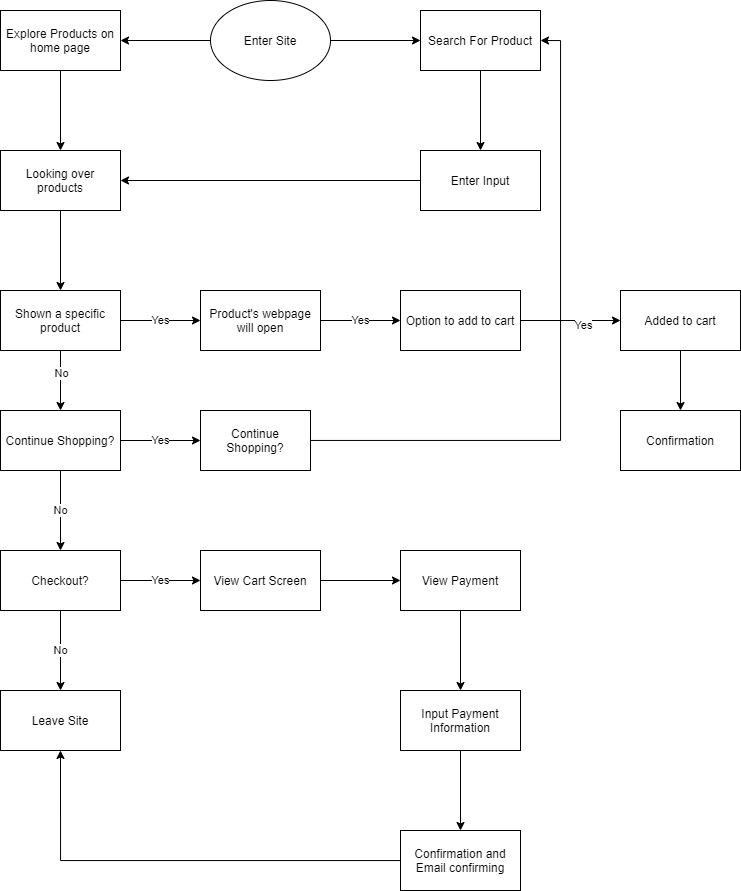 Explore Products on
home page
Enter Site
Search For Product
Looking over
products
Enter Input
Shown a specific
product
Yes
Product's webpage
will open
Yes
Option to add to cart
Yes
Added to cart
No
Continue Shopping?
Yes
Continue
Shopping?
Confirmation
No
Checkout?
Yes
View Cart Screen
View Payment
No
Leave Site
Input Payment
Information
Confirmation and
Email confirming